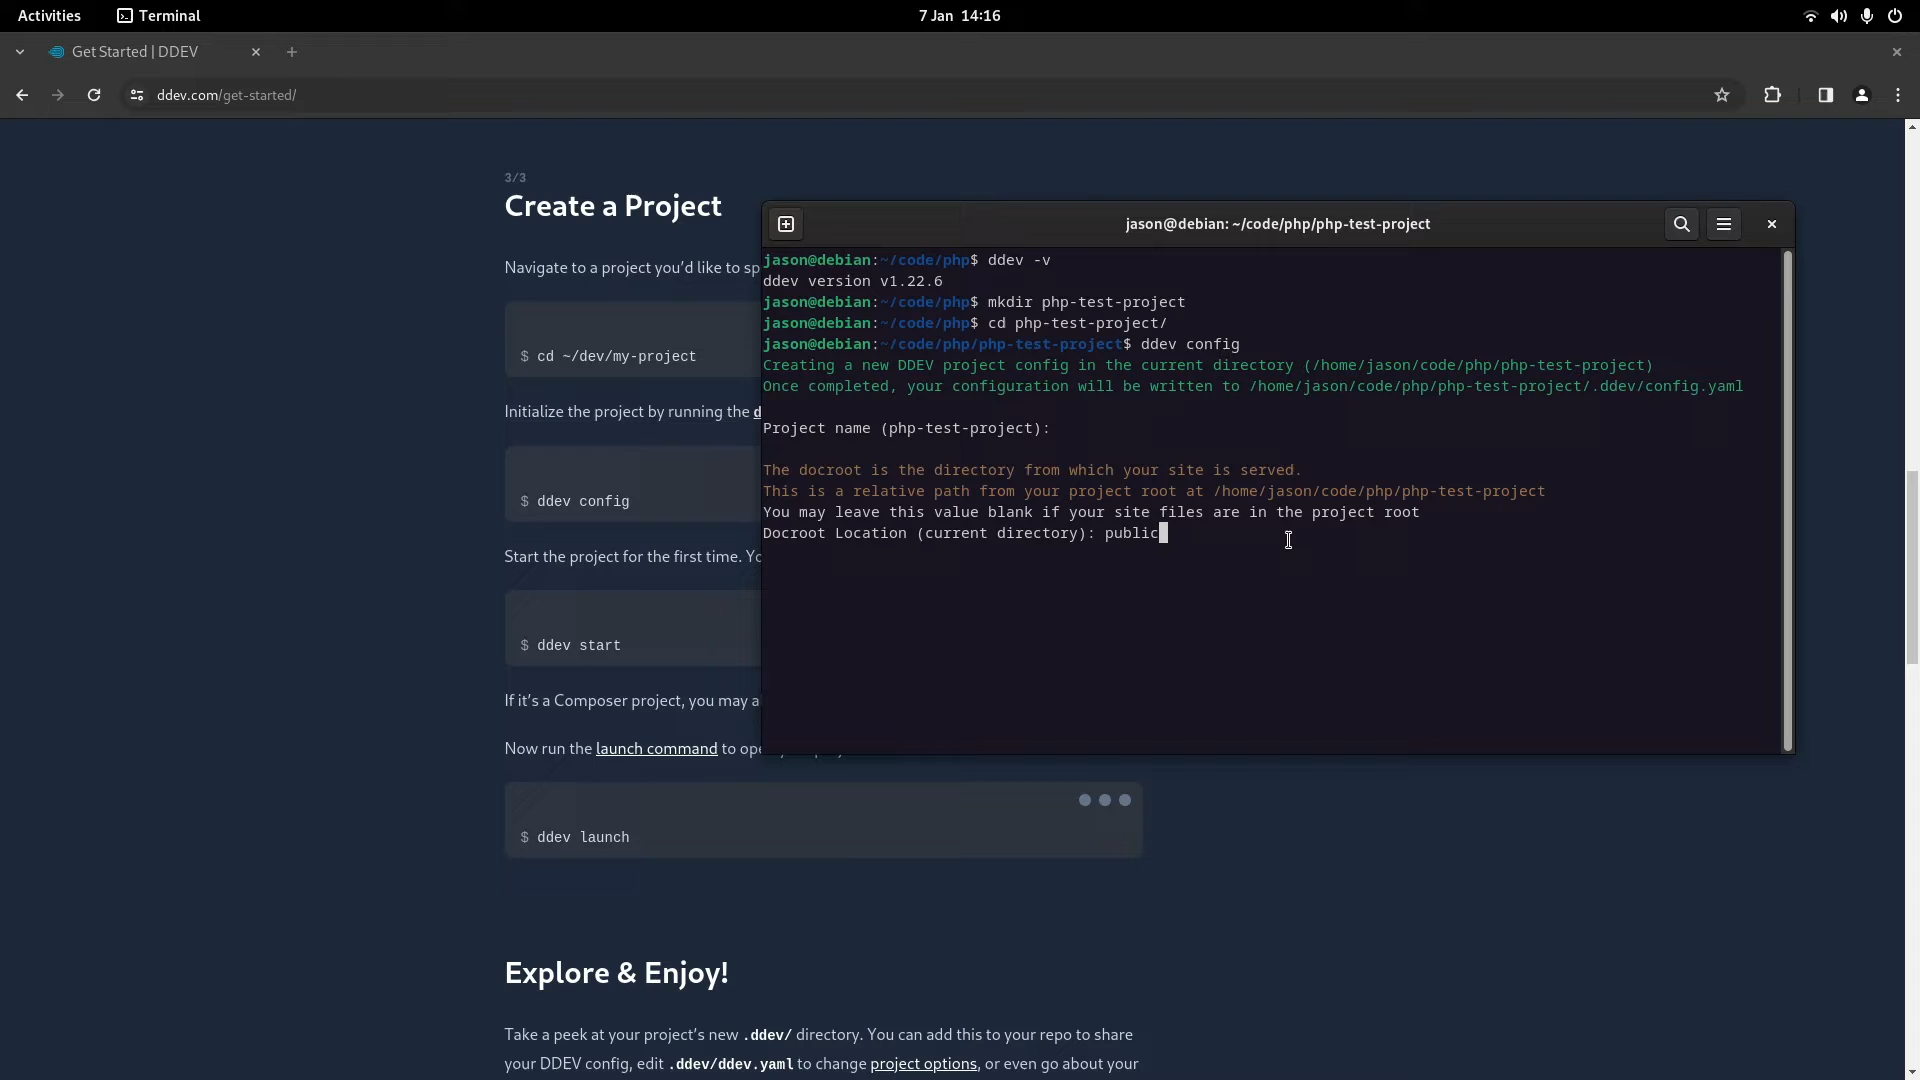 Activities
Terminal
7 Jan 14:16
Get Started | DDEV
ddev.com/get-started/
3/3
Create a Project
Navigate to a project you’d like to sp
$ cd ~/dev/my-project
Initialize the project by running the d
$ ddev config
Start the project for the first time. Yo
$ ddev start
If it’s a Composer project, you may a
Now run the launch command to ope
$ ddev launch
Explore & Enjoy!
Take a peek at your project’s new .ddev/ directory. You can add this to your repo to share
your DDEV config, edit .ddev/ddev.yaml to change project options, or even go about your
jason@debian: ~/code/php/php-test-project
jason@debian:~/code/php$ ddev -v
ddev version v1.22.6
jason@debian:~/code/php$ mkdir php-test-project
jason@debian:~/code/php$ cd php-test-project/
jason@debian:~/code/php/php-test-project$ ddev config
Creating a new DDEV project config in the current directory (/home/jason/code/php/php-test-project)
Once completed, your configuration will be written to /home/jason/code/php/php-test-project/.ddev/config.yaml
Project name (php-test-project):
The docroot is the directory from which your site is served.
This is a relative path from your project root at /home/jason/code/php/php-test-project
You may leave this value blank if your site files are in the project root
Docroot Location (current directory): public